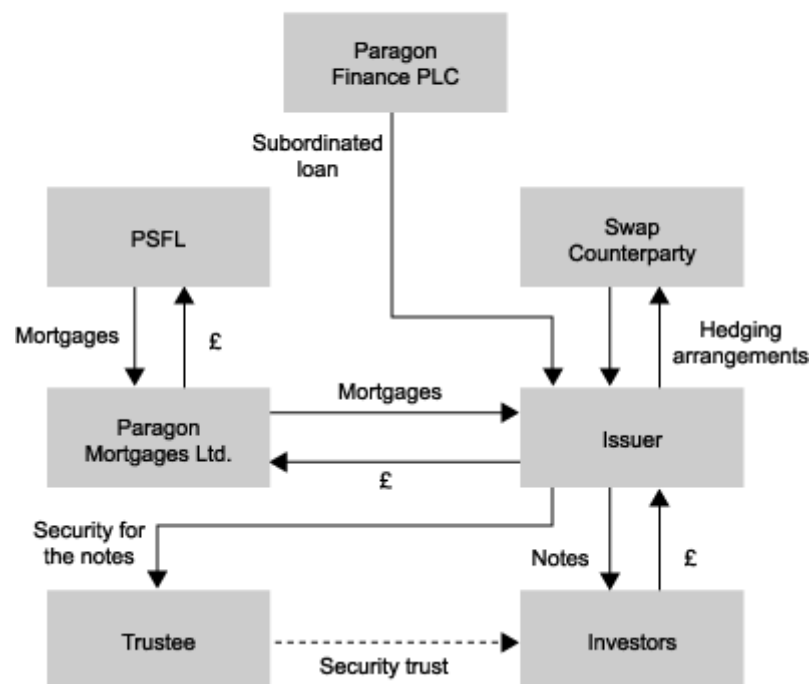 Paragon
Finance PLC
Subordinated
loan
PSFL
Swap
Counterparty
Mortgages
£
Hedging
arrangements
Mortgages
Paragon
Mortgages Ltd.
Issuer
£
Security for
the notes
Notes
£
Trustee
Investors
Security trust